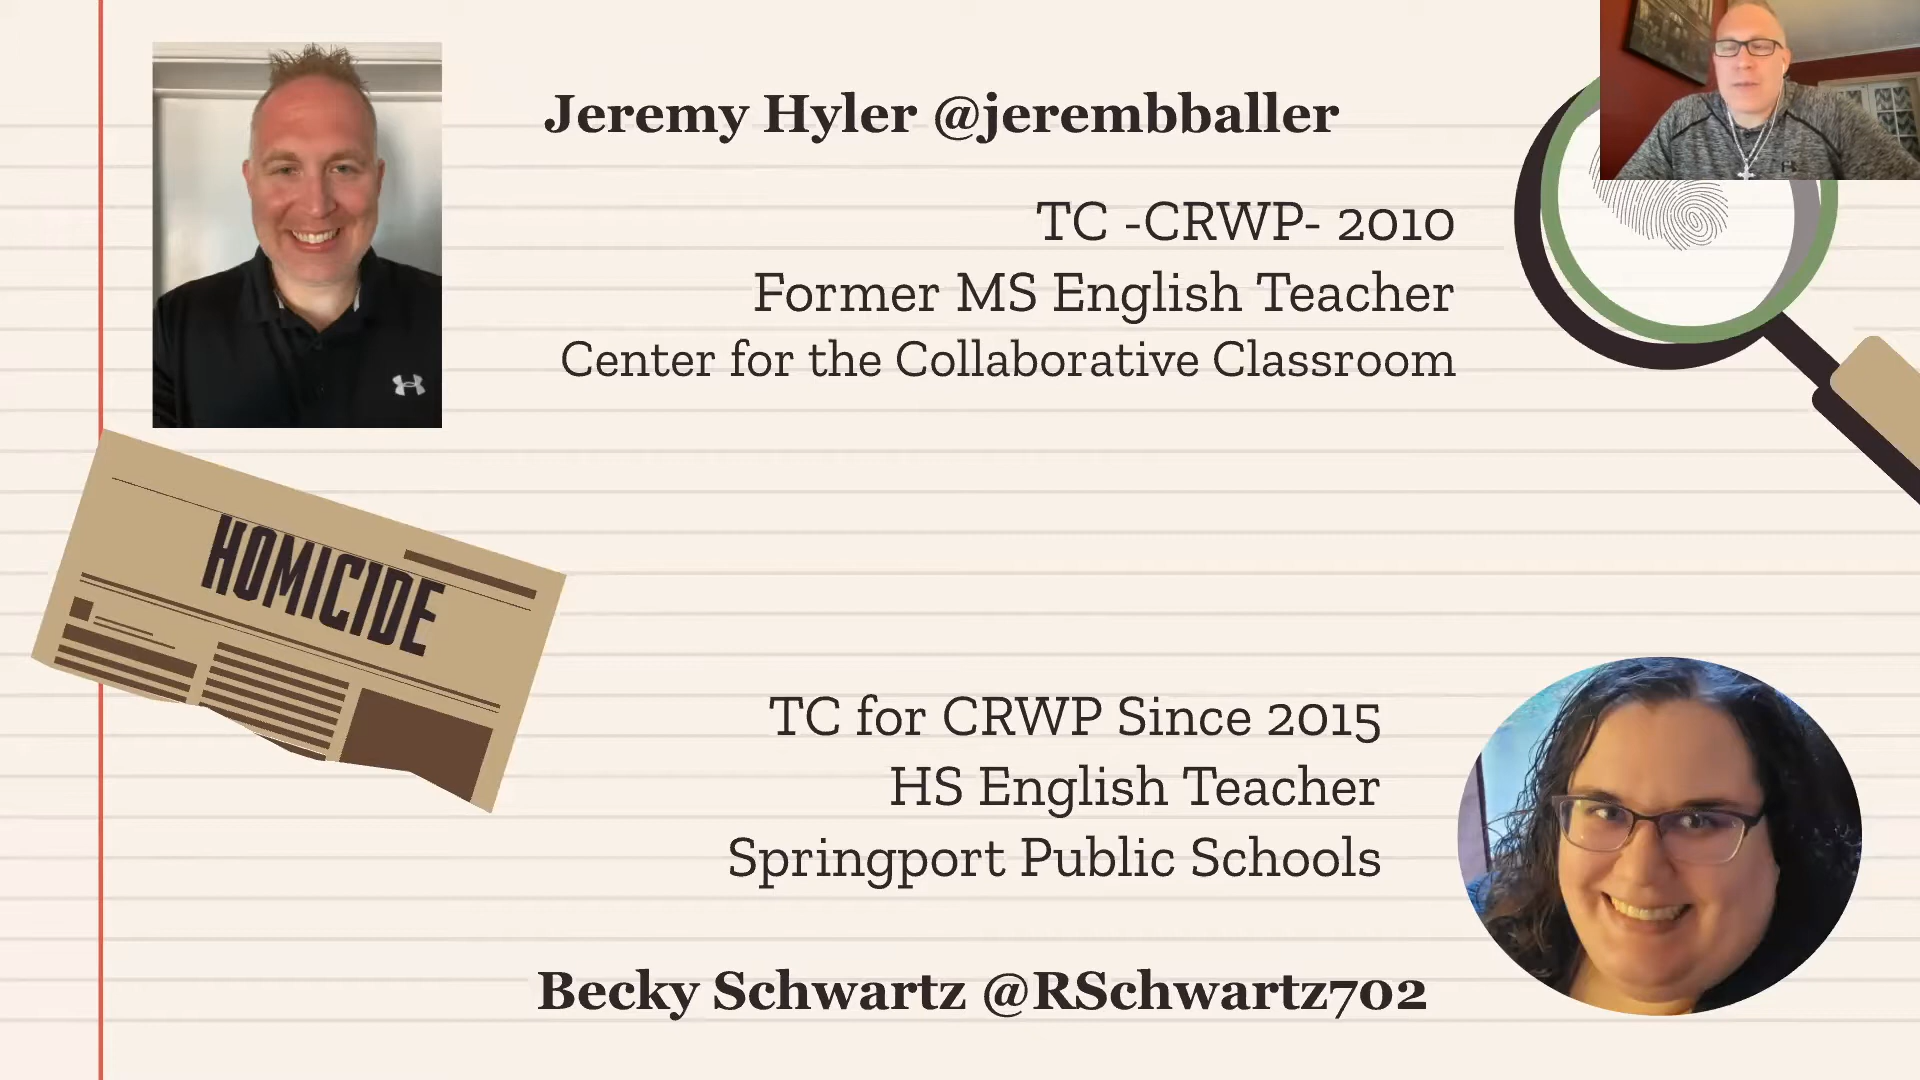 Jeremy Hyler @jerembballer
TC -CRWP- 2010
Former MS English Teacher
Center for the Collaborative Classroom
HOMICIDE
TC for CRWP Since 2015
HS English Teacher
Springport Public Schools
Becky Schwartz @RSchwartz702